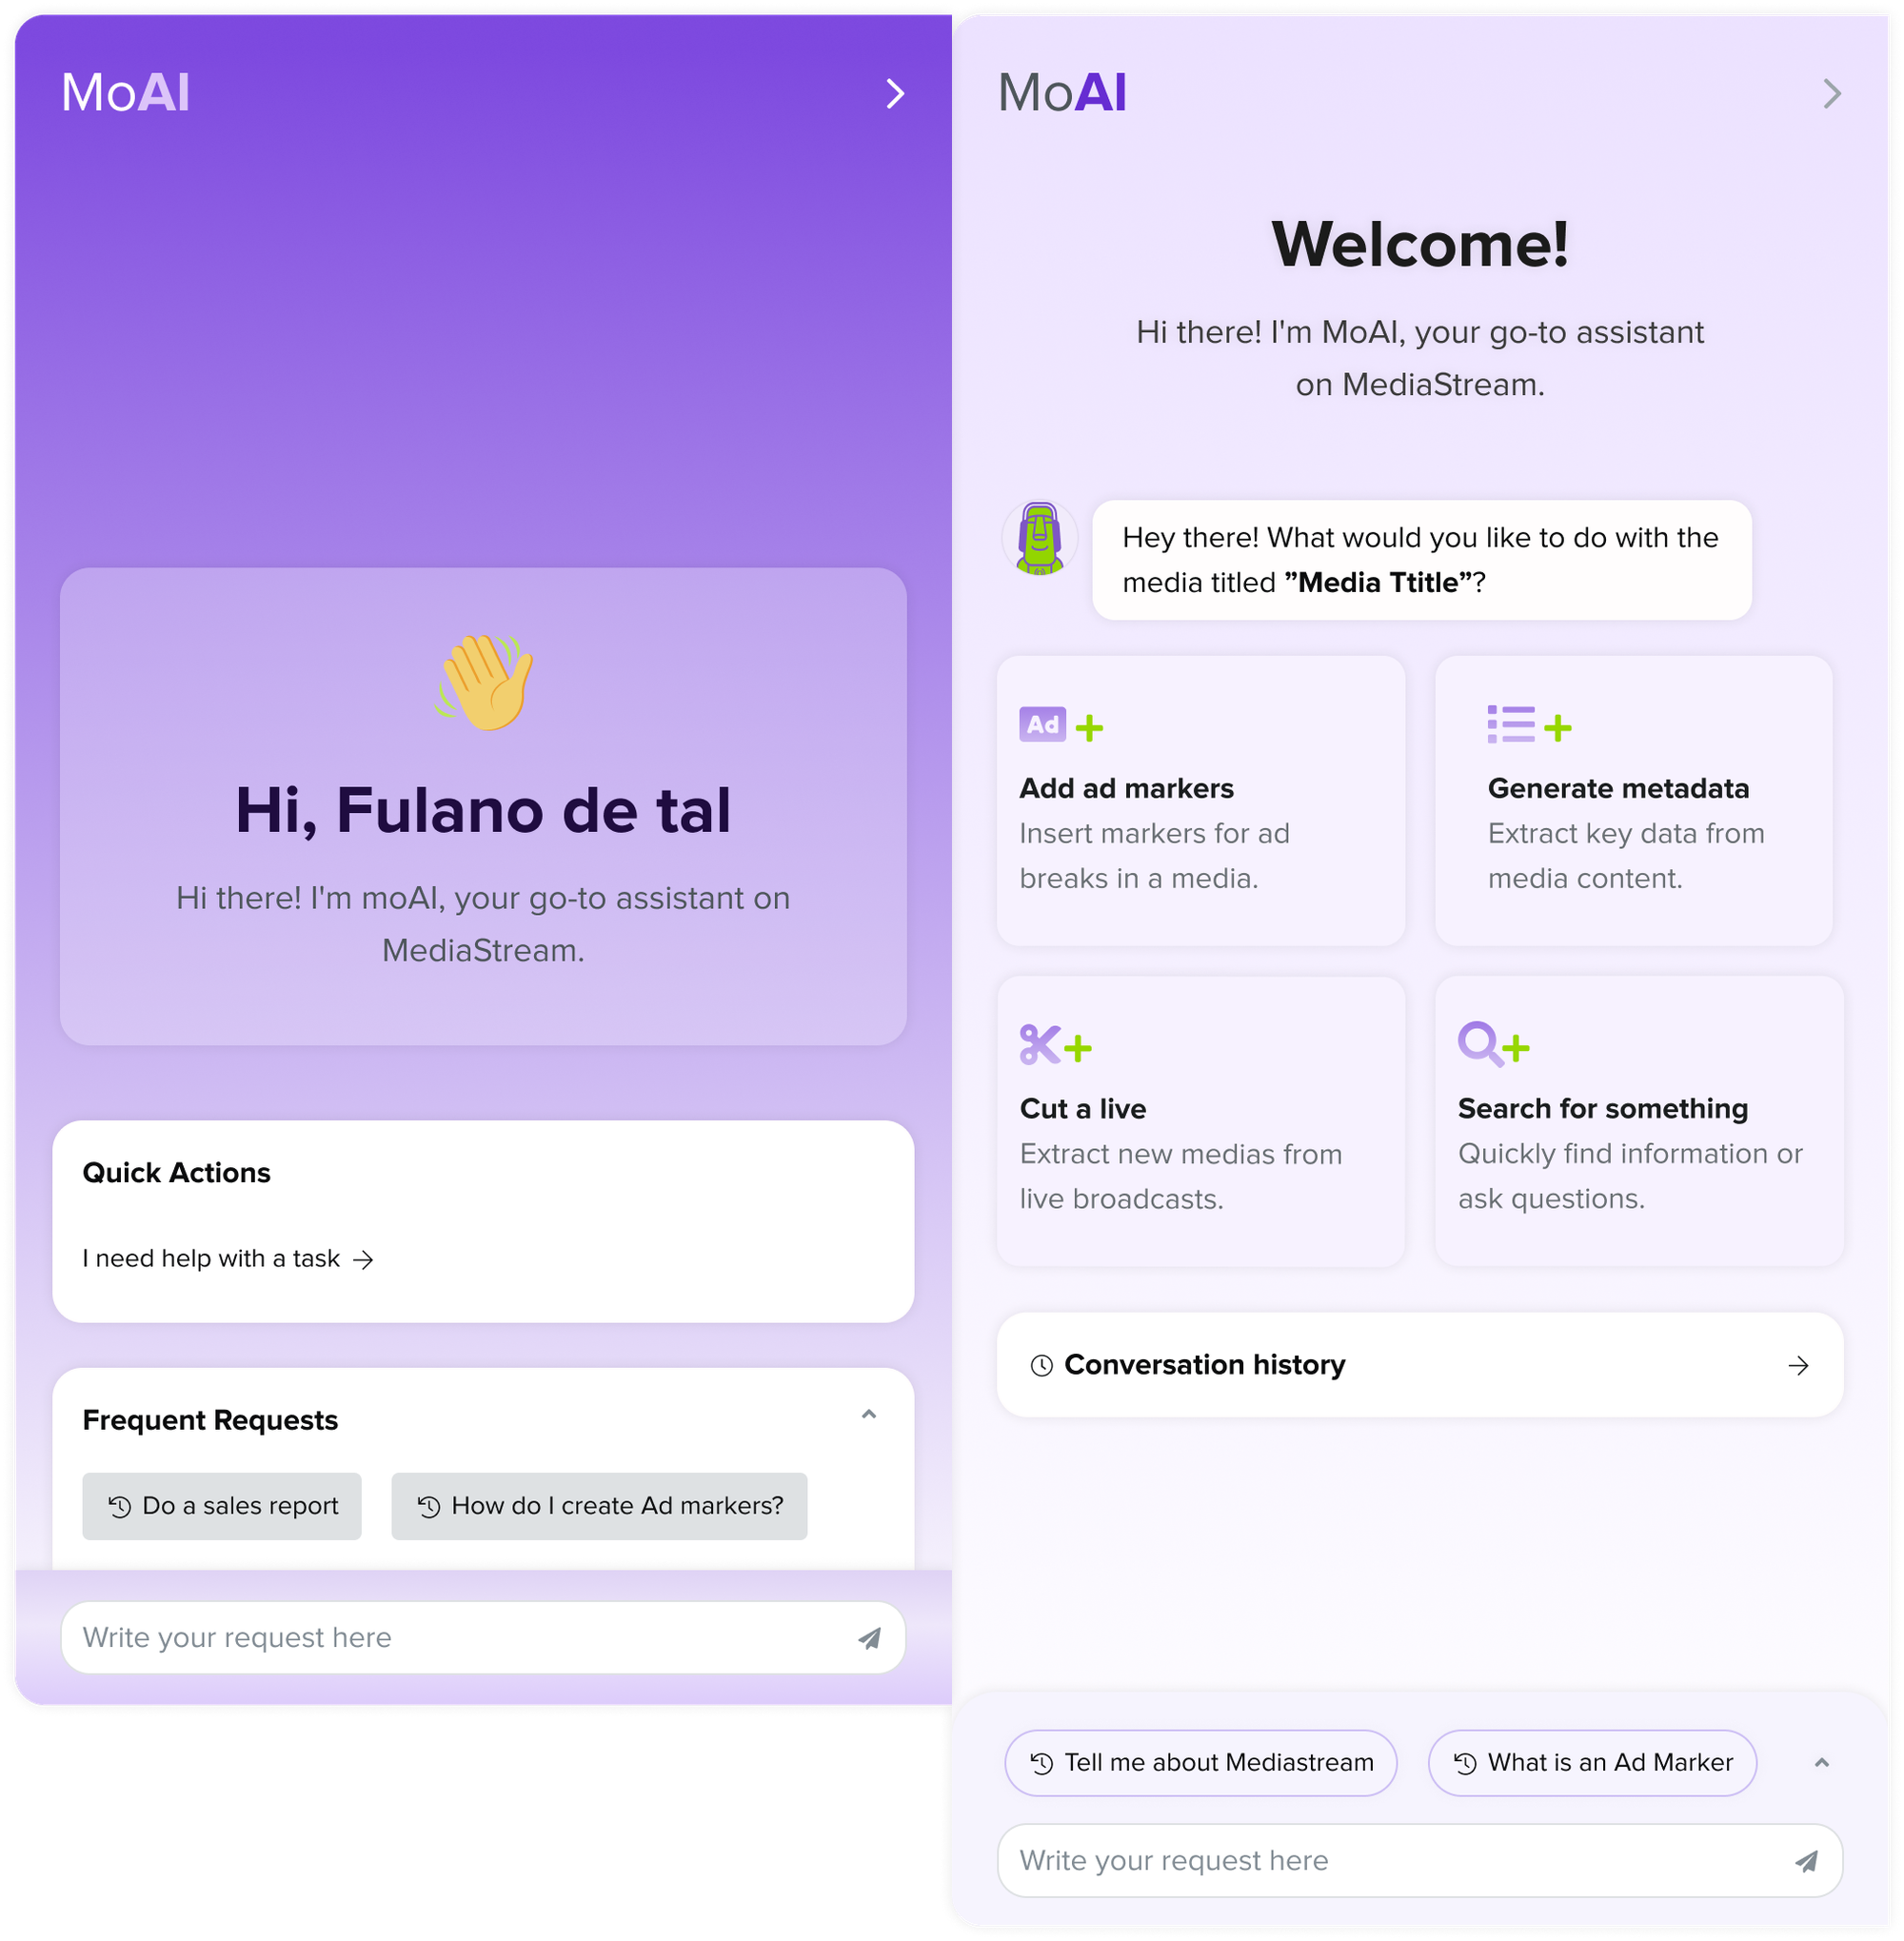 MoAI
Hi, Fulano de tal
Hi there! I'm moAI, your go-to assistant on
MediaStream.
Quick Actions
I need help with a task
Frequent Requests
Do a sales report
How do I create Ad markers?
Write your request here
MoAI
Welcome!
Hi there! I'm MoAI, your go-to assistant
on MediaStream.
Hey there! What would you like to do with the
media titled ”Media Ttitle”?
Ad
Add ad markers
Insert markers for ad
breaks in a media.
Generate metadata
Extract key data from
media content.
Cut a live
Extract new medias from
live broadcasts.
Search for something
Quickly find information or
ask questions.
Conversation history
Tell me about Mediastream
What is an Ad Marker
Write your request here